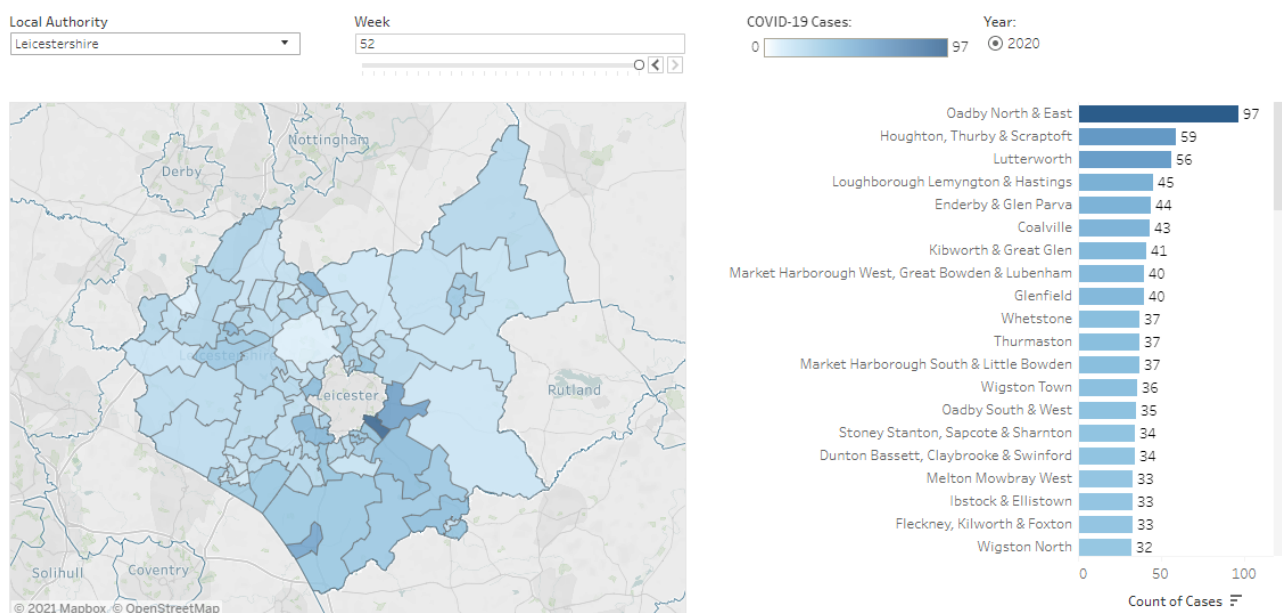 Local Authority
Leicestershire
Week
52
COVID-19 Cases:
0 97
Year:
2020
Nottingham
Derby
Leicestershire
Leicester
Rutland
Solihull
Coventry
© 2021 Mapbox © OpenStreetMap
Oadby North & East 97
Houghton, Thurby & Scraptoft 59
Lutterworth 56
Loughborough Lemyngton & Hastings 45
Enderby & Glen Parva 44
Coalville 43
Kibworth & Great Glen 41
Market Harborough West, Great Bowden & Lubenham 40
Glenfield 40
Whetstone 37
Thurmaston 37
Market Harborough South & Little Bowden 37
Wigston Town 36
Oadby South & West 35
Stoney Stanton, Sapcote & Sharnton 34
Dunton Bassett, Claybrooke & Swinford 34
Melton Mowbray West 33
Ibstock & Ellistown 33
Fleckney, Kilworth & Foxton 33
Wigston North 32
0 50 100
Count of Cases